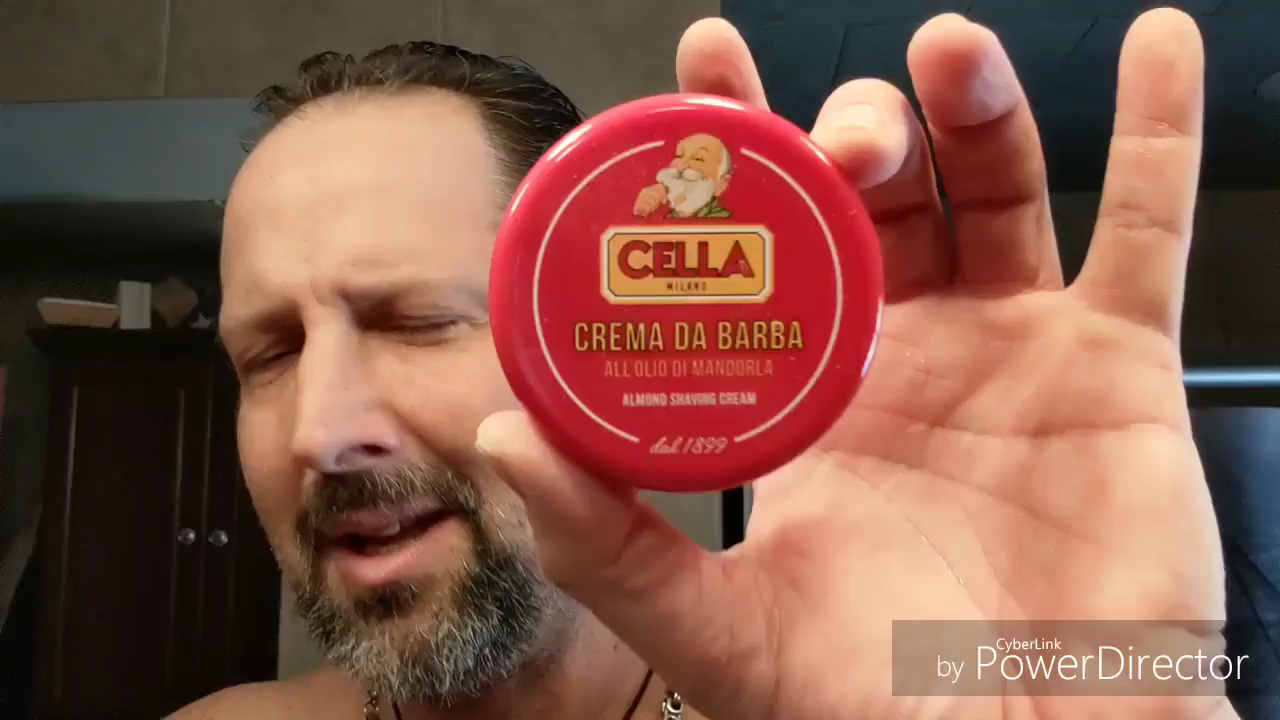 CELLA
MILANO
CREMA DA BARBA
ALL'OLIO DI MANDORLA
ALMOND SHAVING CREAM
dal 1899
CyberLink
by PowerDirector